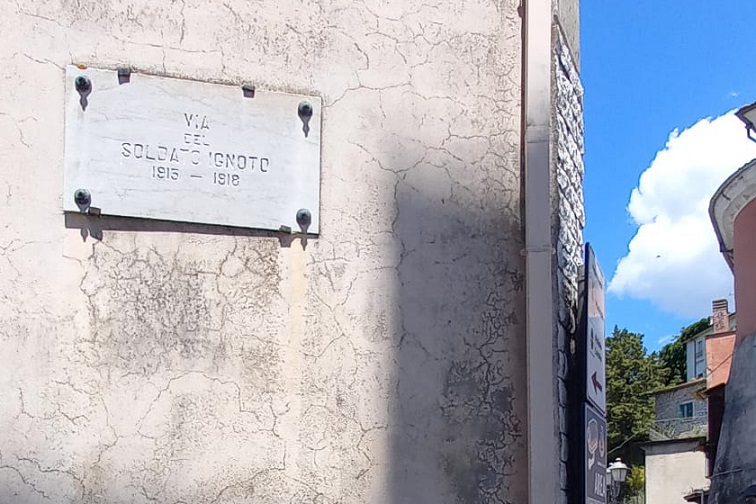 VIA
DEL
SOLDATO IGNOTO
1915 — 1918